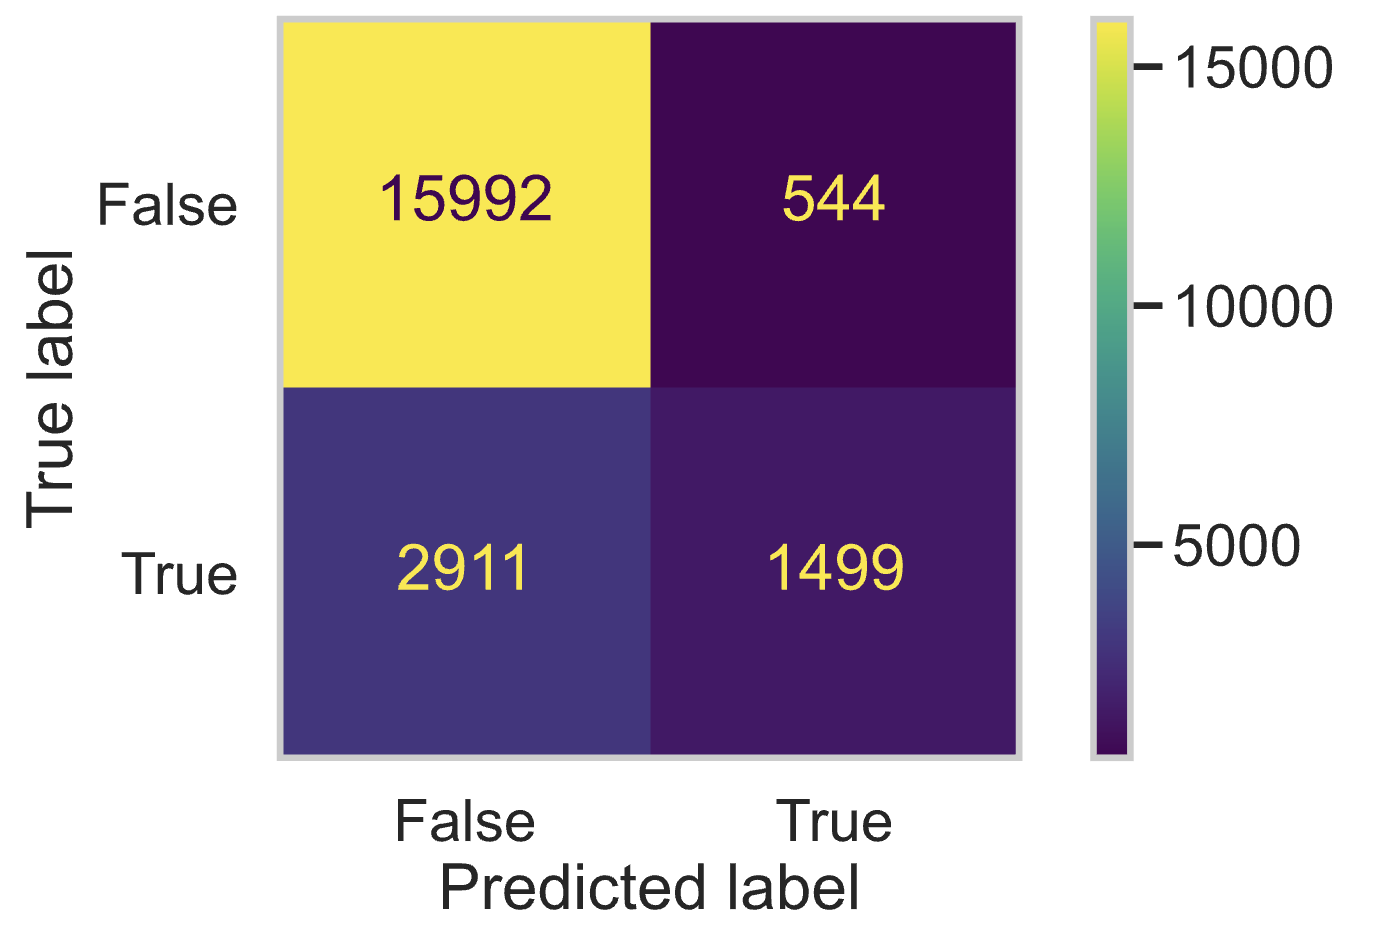 True label
False
True
15992
544
2911
1499
False
True
Predicted label
15000
10000
5000